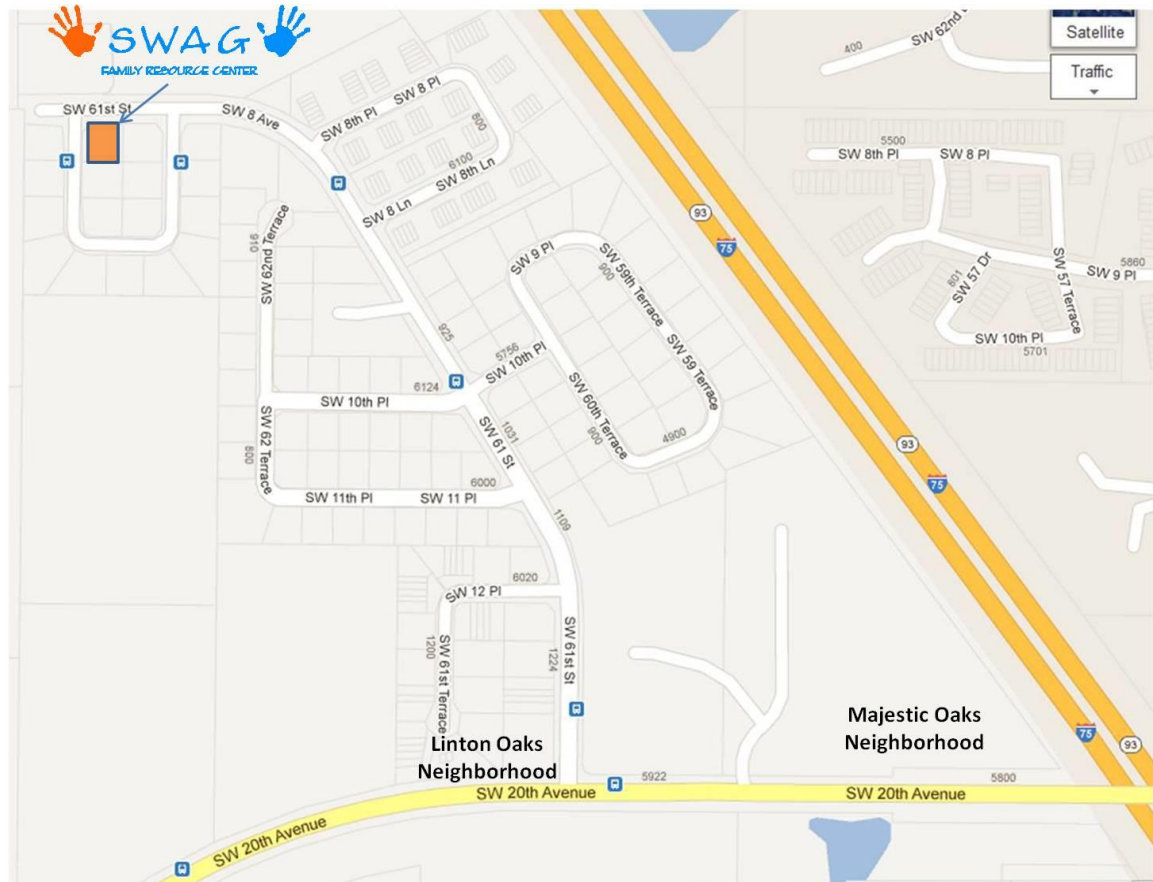 SWAG
FAMILY RESOURCE CENTER
SW 62nd
400
Satellite
Traffic
SW 61st St
SW 8 Ave
SW 8th Pl
SW 8 Pl
800
6100
SW 8 Ln
SW 8th Ln
5500
SW 8th Pl
SW 8 Pl
93
75
SW 62nd Terrace
910
SW 9 Pl
SW 59th Terrace
900
SW 59 Terrace
801
SW 57 Dr
SW 57 Terrace
5860
SW 9 Pl
SW 10th Pl
5701
925
5756
SW 10th Pl
6124
SW 10th Pl
SW 60th Terrace
900
4900
SW 62 Terrace
800
1031
SW 61 St
6000
SW 11th Pl
SW 11 Pl
1109
93
75
6020
SW 12 Pl
1200
SW 61st Terrace
1224
SW 61st St
Linton Oaks
Neighborhood
Majestic Oaks
Neighborhood
75
93
5922
5800
SW 20th Avenue
SW 20th Avenue
SW 20th Avenue